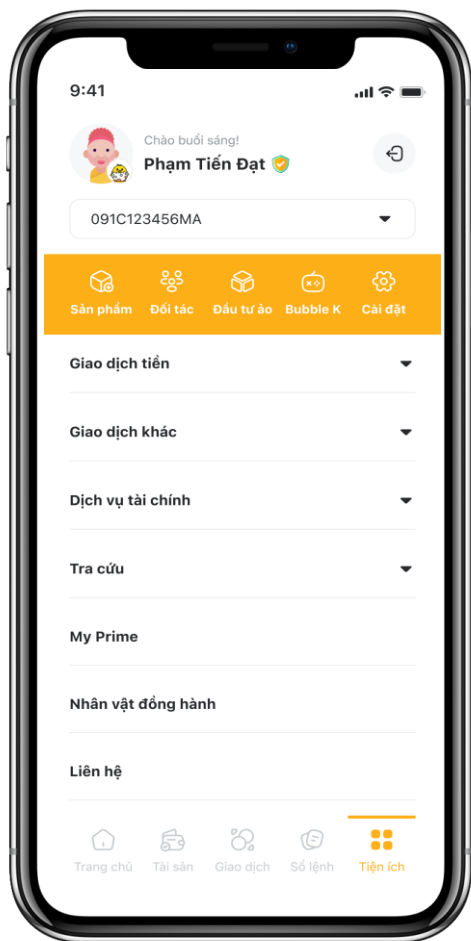 9:41
Chào buổi sáng!
Phạm Tiến Đạt
091C123456MA
Sản phẩm Đối tác Đầu tư ảo Bubble K Cài đặt
Giao dịch tiền
Giao dịch khác
Dịch vụ tài chính
Tra cứu
My Prime
Nhân vật đồng hành
Liên hệ
Trang chủ Tài sản Giao dịch Sổ lệnh Tiện ích